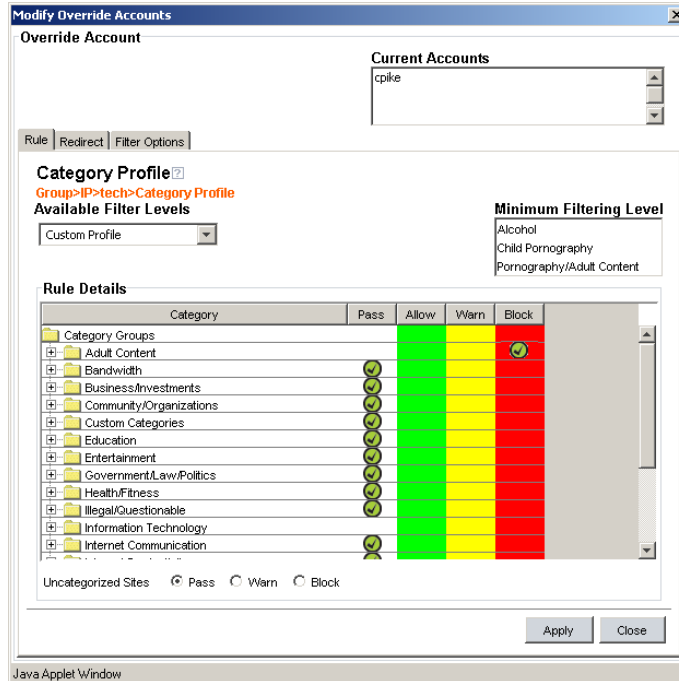 Modify Override Accounts
Override Account
Current Accounts
cpike
Rule Redirect Filter Options
Category Profile
Group>IP>tech>Category Profile
Available Filter Levels
Custom Profile
Minimum Filtering Level
Alcohol
Child Pornography
Pornography/Adult Content
Rule Details
Category Pass Allow Warn Block
Category Groups
Adult Content
Bandwidth
Business/Investments
Community/Organizations
Custom Categories
Education
Entertainment
Government/Law/Politics
Health/Fitness
Illegal/Questionable
Information Technology
Internet Communication
Uncategorized Sites Pass Warn Block
Apply Close
Java Applet Window